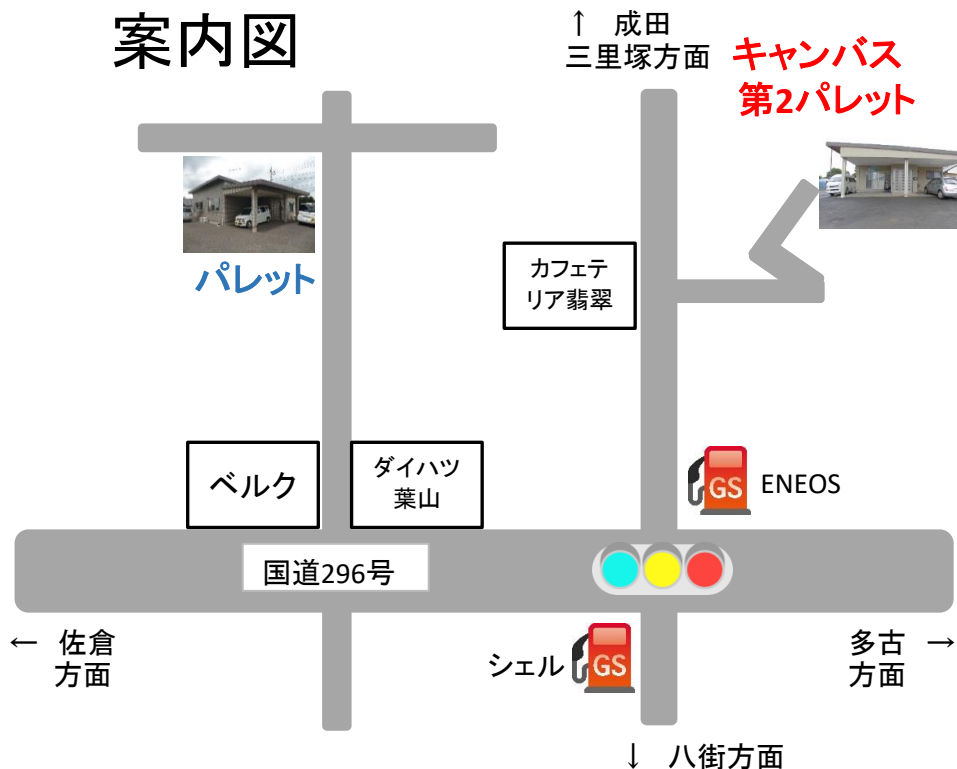 案内図
↑ 成田
三里塚方面
キャンバス
第2パレット
パレット
カフェテ
リア翡翠
ベルク
ダイハツ
葉山
GS
ENEOS
国道296号
← 佐倉
方面
シェル
GS
多古 →
方面
↓ 八街方面